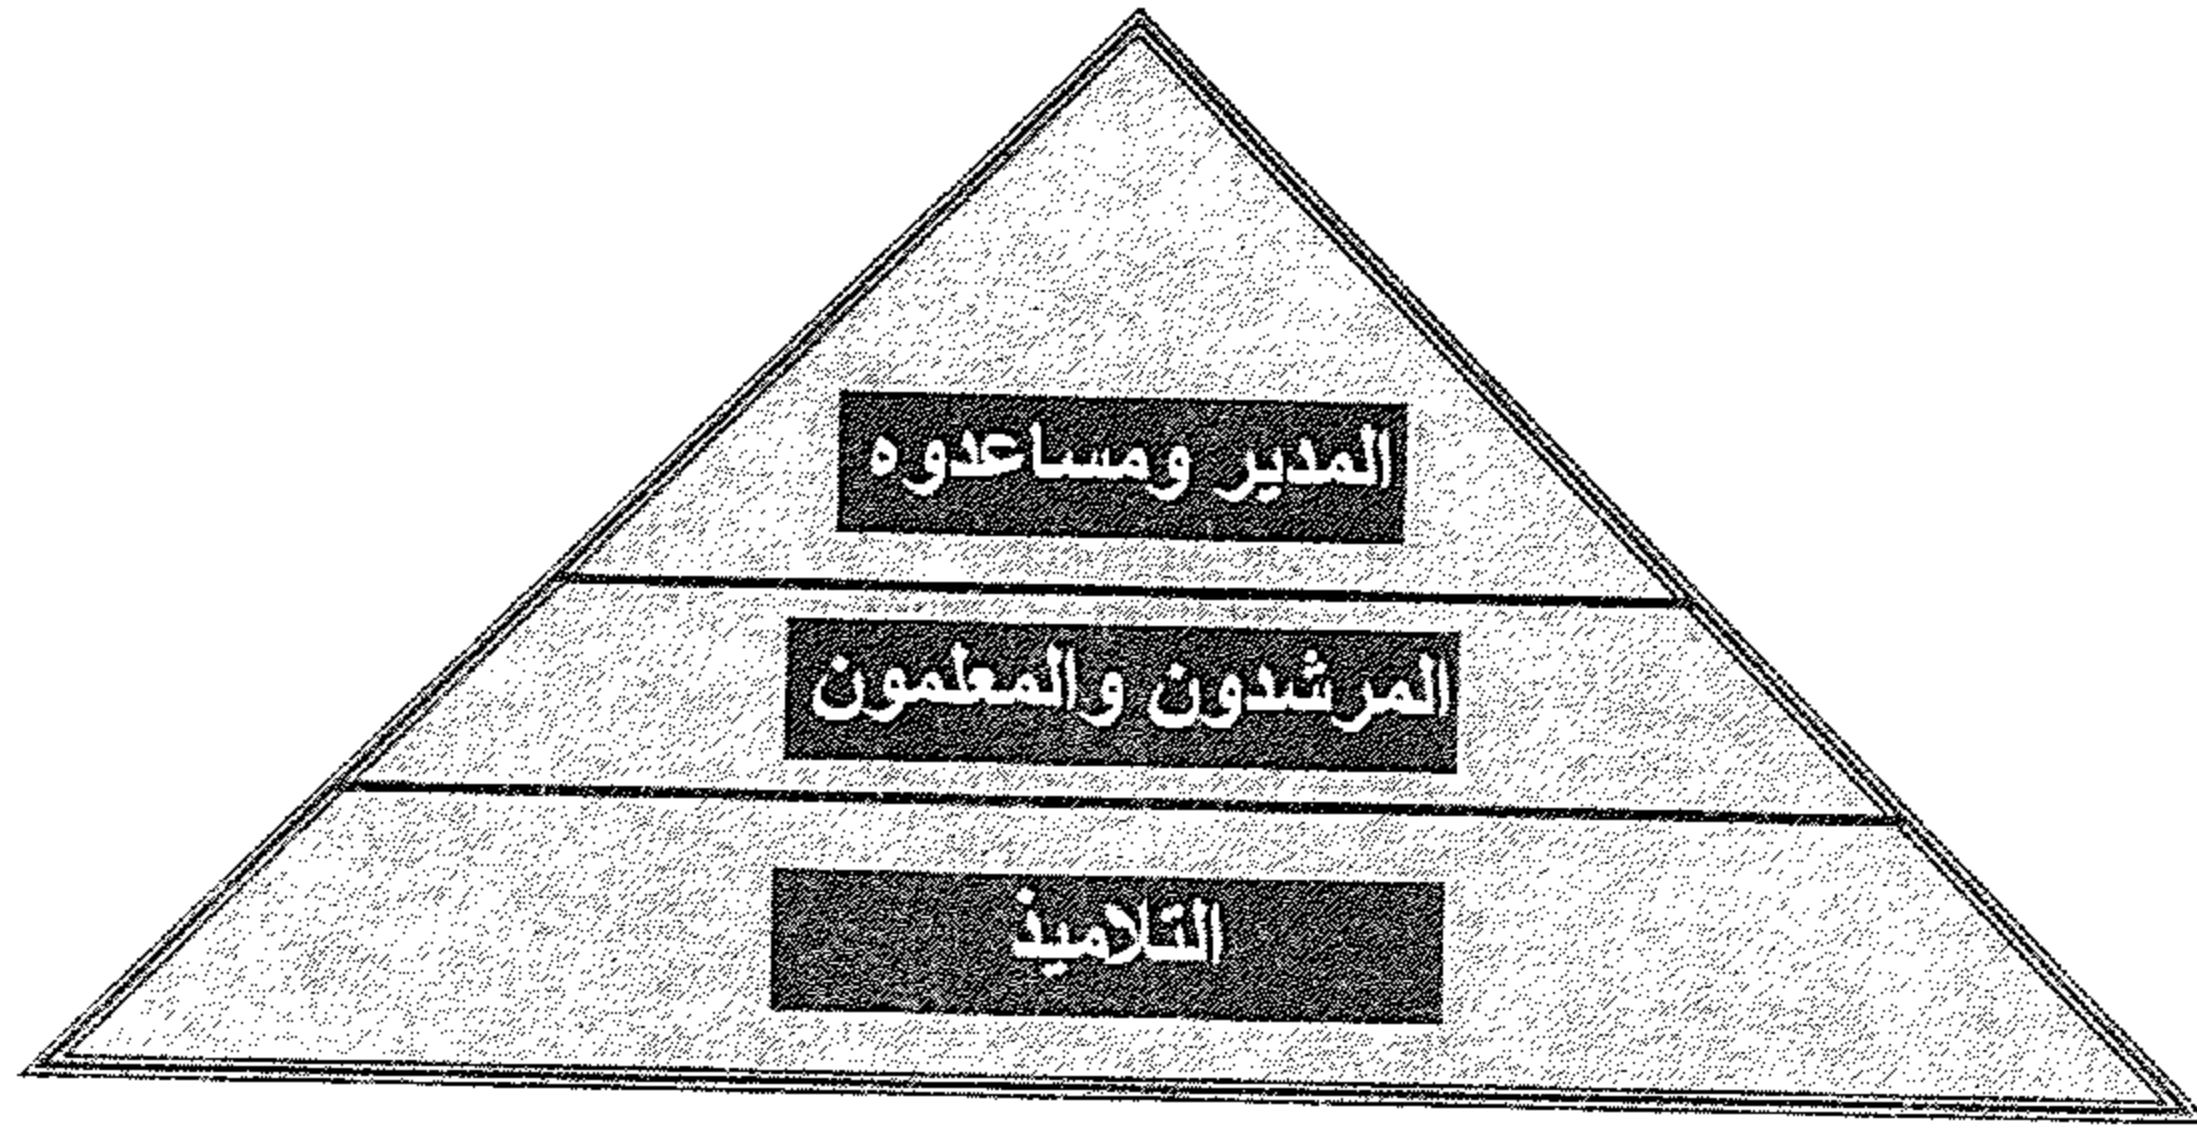 المدير ومساعدوه
المرشدون والمعلمون
التلاميذ